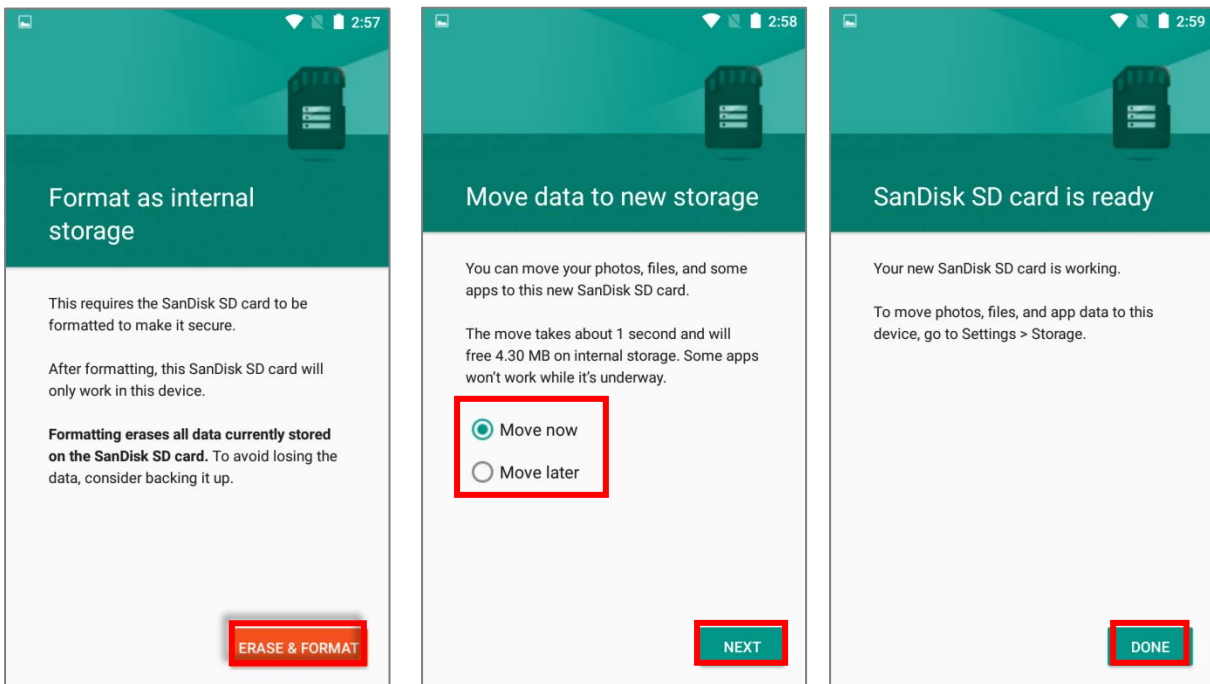 2:57
Format as internal
storage
This requires the SanDisk SD card to be
formatted to make it secure.
After formatting, this SanDisk SD card will
only work in this device.
Formatting erases all data currently stored
on the SanDisk SD card. To avoid losing the
data, consider backing it up.
ERASE & FORMAT
2:58
Move data to new storage
You can move your photos, files, and some
apps to this new SanDisk SD card.
The move takes about 1 second and will
free 4.30 MB on internal storage. Some apps
won't work while it's underway.
Move now
Move later
NEXT
2:59
SanDisk SD card is ready
Your new SanDisk SD card is working.
To move photos, files, and app data to this
device, go to Settings > Storage.
DONE